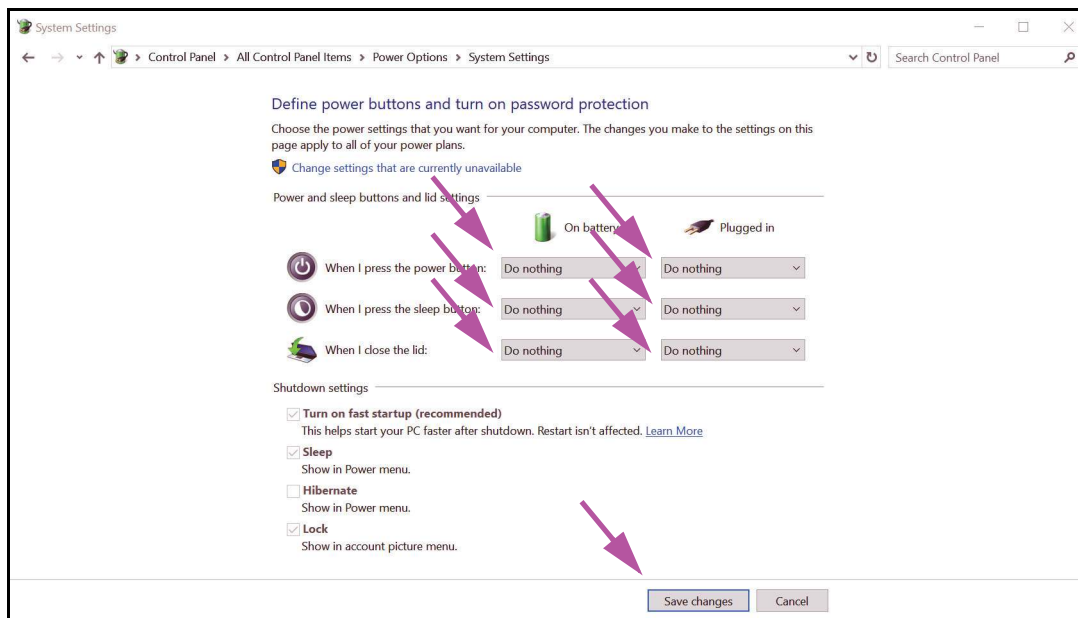 System Settings
Control Panel > All Control Panel Items > Power Options > System Settings
Search Control Panel
Define power buttons and turn on password protection
Choose the power settings that you want for your computer. The changes you make to the settings on this
page apply to all of your power plans.
Change settings that are currently unavailable
Power and sleep buttons and lid settings
On battery
Plugged in
When I press the power button: Do nothing Do nothing
When I press the sleep button: Do nothing Do nothing
When I close the lid: Do nothing Do nothing
Shutdown settings
Turn on fast startup (recommended)
This helps start your PC faster after shutdown. Restart isn't affected. Learn More
Sleep
Show in Power menu.
Hibernate
Show in Power menu.
Lock
Show in account picture menu.
Save changes Cancel